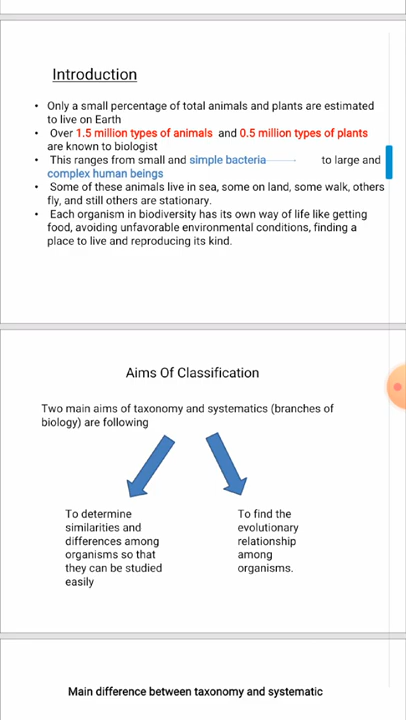 Introduction
• Only a small percentage of total animals and plants are estimated
to live on Earth
• Over 1.5 million types of animals and 0.5 million types of plants
are known to biologist
• This ranges from small and simple bacteria to large and
complex human beings
• Some of these animals live in sea, some on land, some walk, others
fly, and still others are stationary.
• Each organism in biodiversity has its own way of life like getting
food, avoiding unfavorable environmental conditions, finding a
place to live and reproducing its kind.
Aims Of Classification
Two main aims of taxonomy and systematics (branches of
biology) are following
To determine
similarities and
differences among
organisms so that
they can be studied
easily
To find the
evolutionary
relationship
among
organisms.
Main difference between taxonomy and systematic